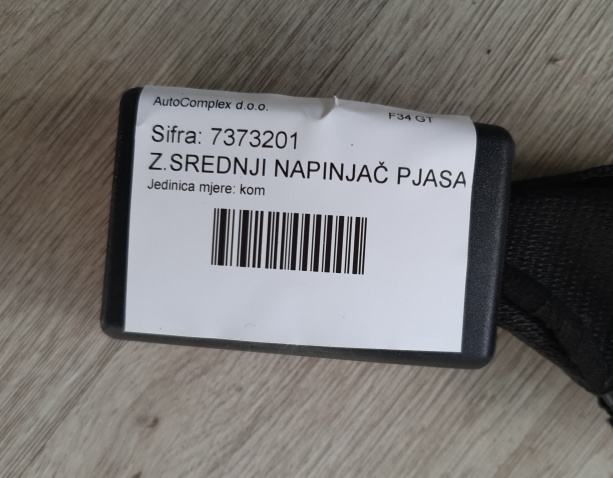 AutoComplex d.o.o.
F34 GT
Sifra: 7373201
Z.SREDNJI NAPINJAČ PJASA
Jedinica mjere: kom